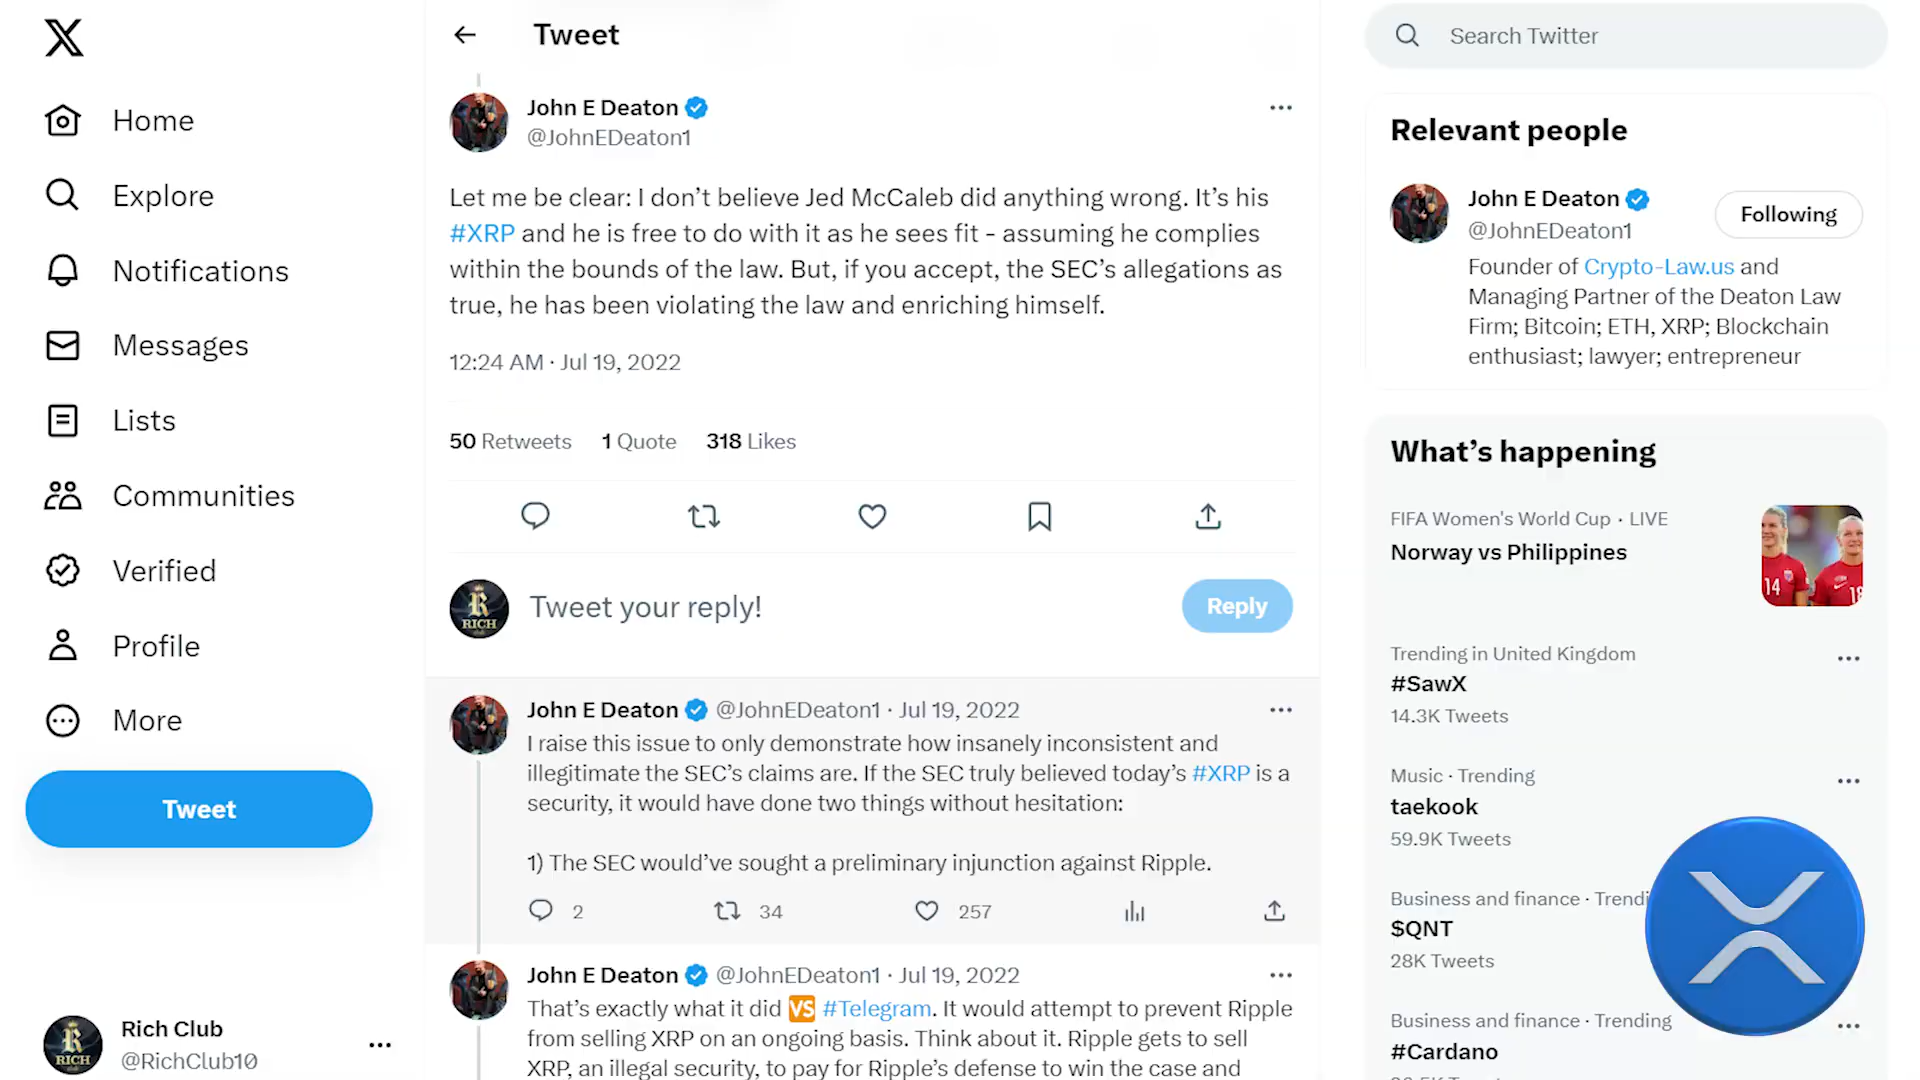 Home
Explore
Notifications
Messages
Lists
Communities
Verified
Profile
More
Tweet
Rich Club
@RichClub10
Tweet
John E Deaton
@JohnEDeaton1
Let me be clear: I don’t believe Jed McCaleb did anything wrong. It’s his
#XRP and he is free to do with it as he sees fit - assuming he complies
within the bounds of the law. But, if you accept, the SEC’s allegations as
true, he has been violating the law and enriching himself.
12:24 AM · Jul 19, 2022
50 Retweets 1 Quote 318 Likes
RICH
Tweet your reply!
Reply
John E Deaton @JohnEDeaton1 · Jul 19, 2022
I raise this issue to only demonstrate how insanely inconsistent and
illegitimate the SEC’s claims are. If the SEC truly believed today’s #XRP is a
security, it would have done two things without hesitation:
1) The SEC would’ve sought a preliminary injunction against Ripple.
2 34 257
John E Deaton @JohnEDeaton1 · Jul 19, 2022
That’s exactly what it did VS #Telegram. It would attempt to prevent Ripple
from selling XRP on an ongoing basis. Think about it. Ripple gets to sell
XRP, an illegal security, to pay for Ripple’s defense to win the case and
Search Twitter
Relevant people
John E Deaton
@JohnEDeaton1
Following
Founder of Crypto-Law.us and
Managing Partner of the Deaton Law
Firm; Bitcoin; ETH, XRP; Blockchain
enthusiast; lawyer; entrepreneur
What’s happening
FIFA Women's World Cup · LIVE
Norway vs Philippines
14
Trending in United Kingdom
#SawX
14.3K Tweets
Music · Trending
taekook
59.9K Tweets
Business and finance · Trendi
$QNT
28K Tweets
Business and finance · Trending
#Cardano
RICH